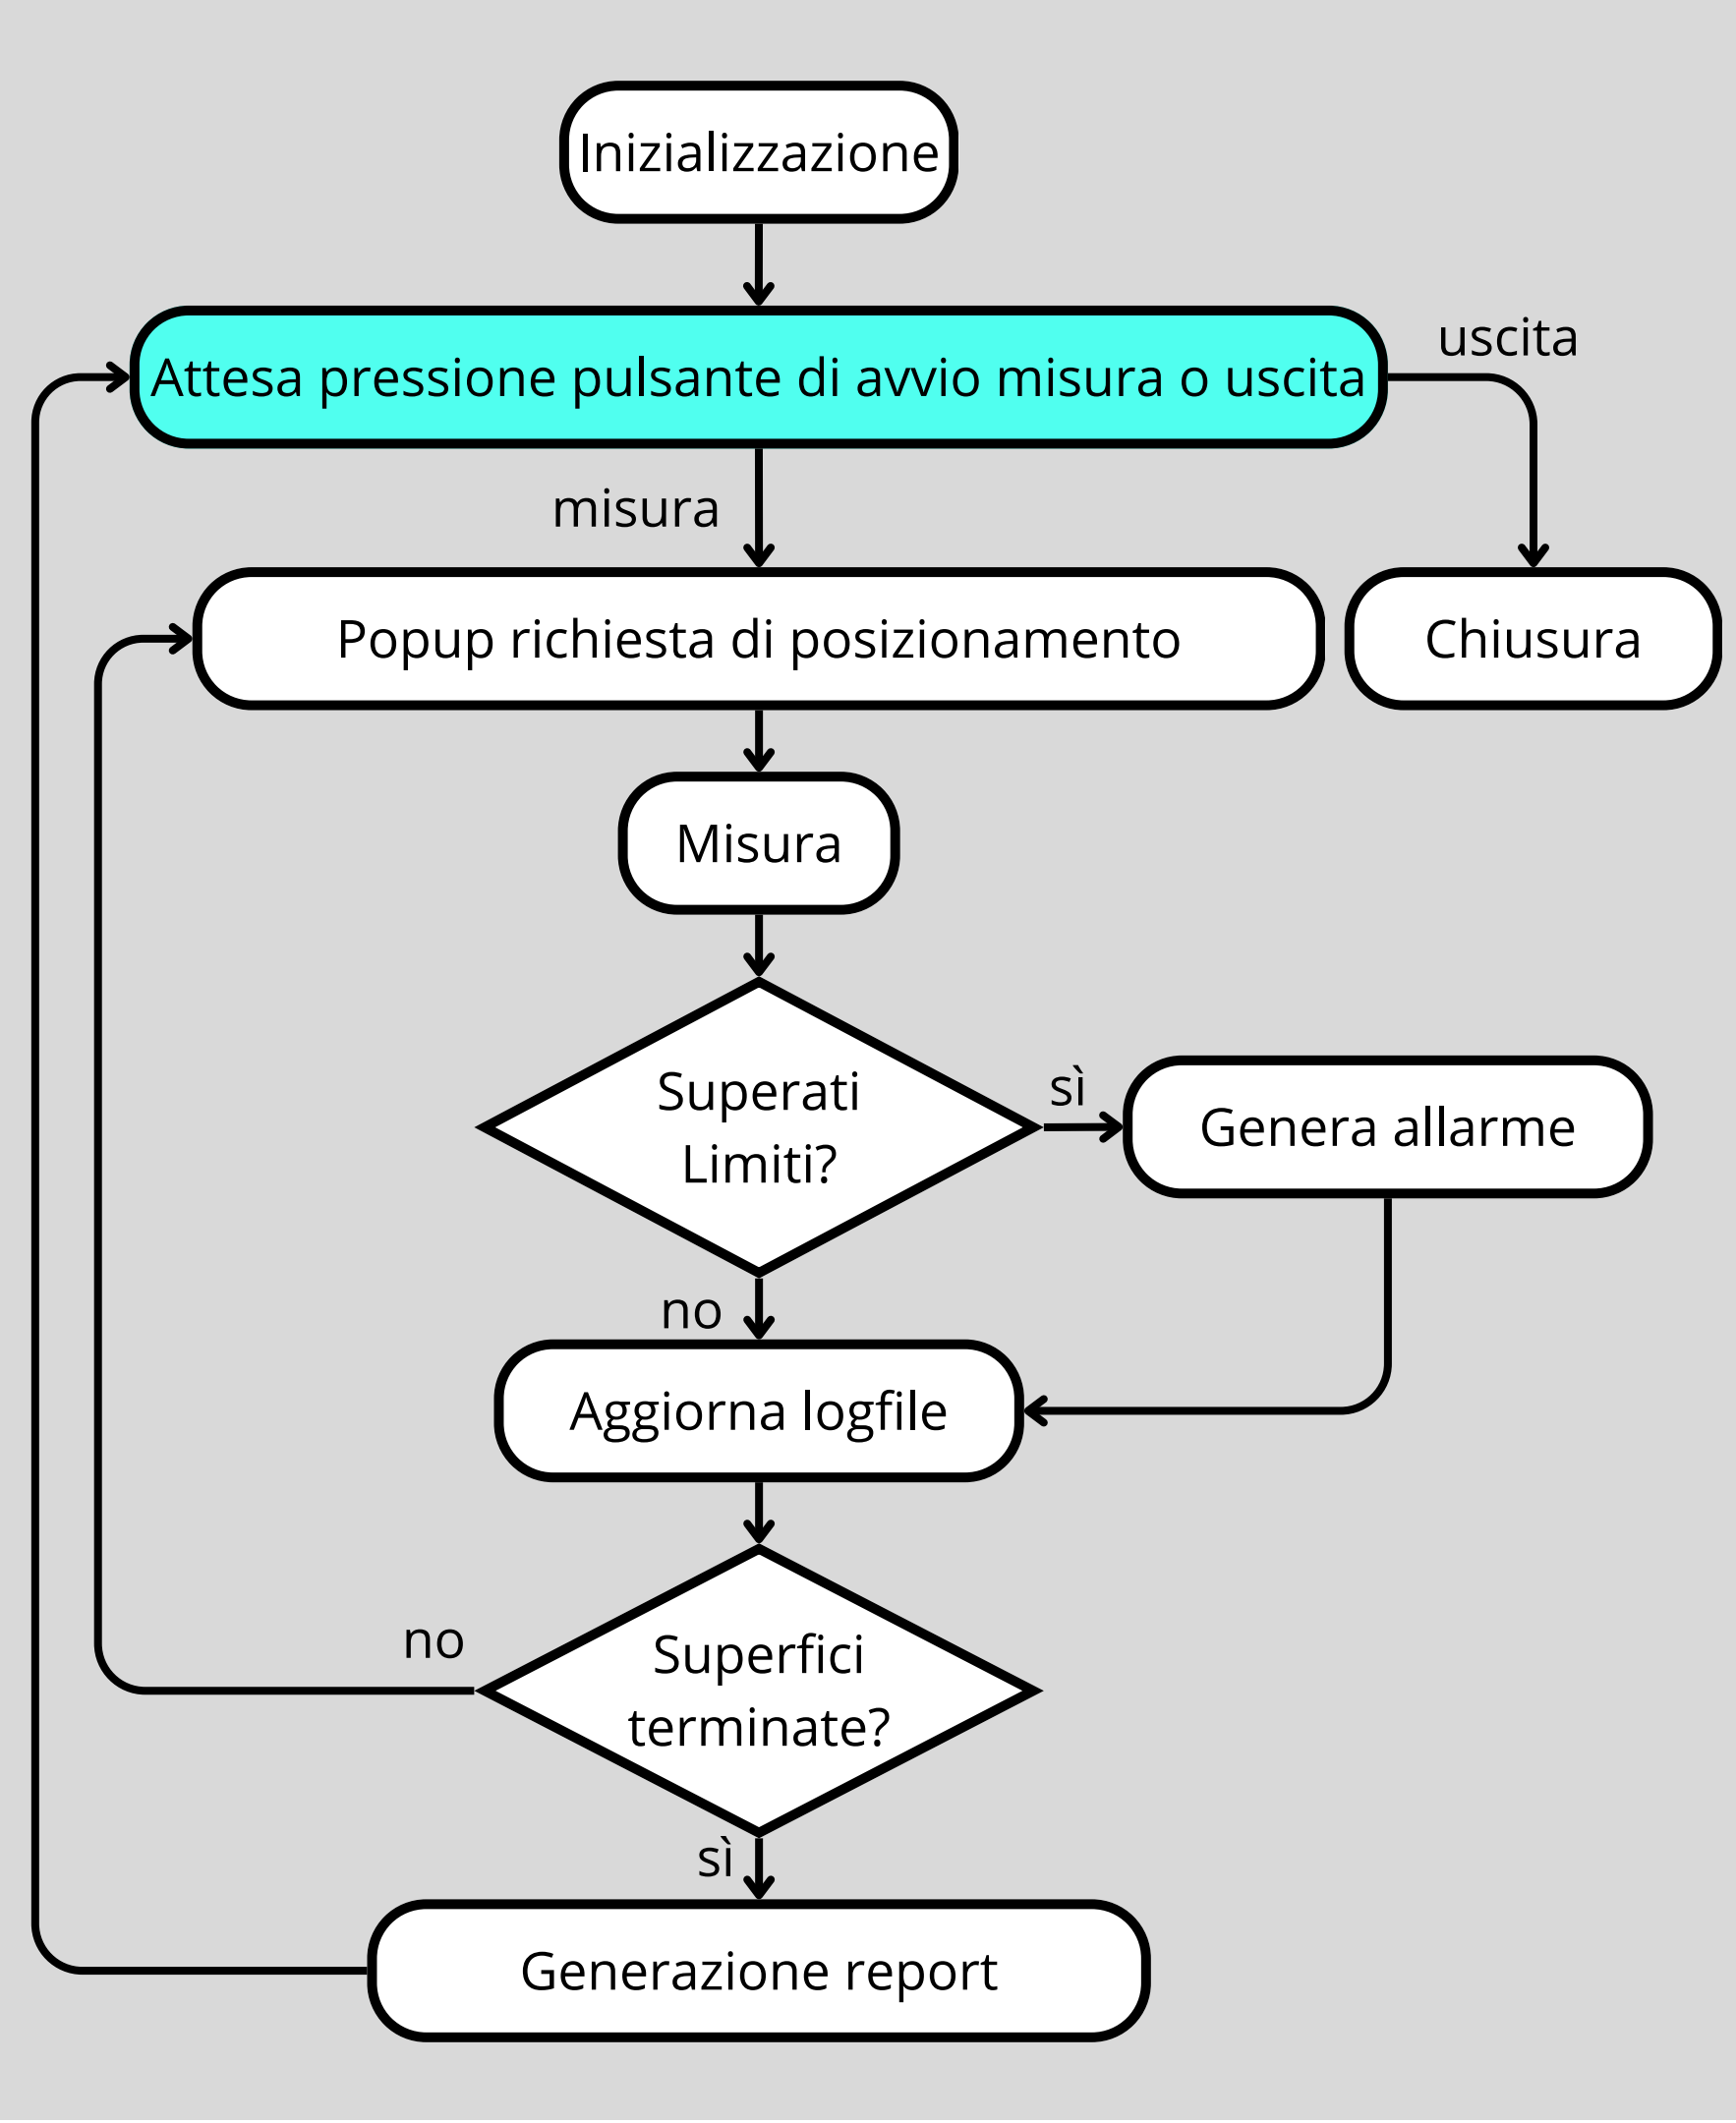 Inizializzazione
Attesa pressione pulsante di avvio misura o uscita
uscita
misura
Popup richiesta di posizionamento
Chiusura
Misura
Superati
Limiti?
sì
Genera allarme
no
Aggiorna logfile
no
Superfici
terminate?
sì
Generazione report